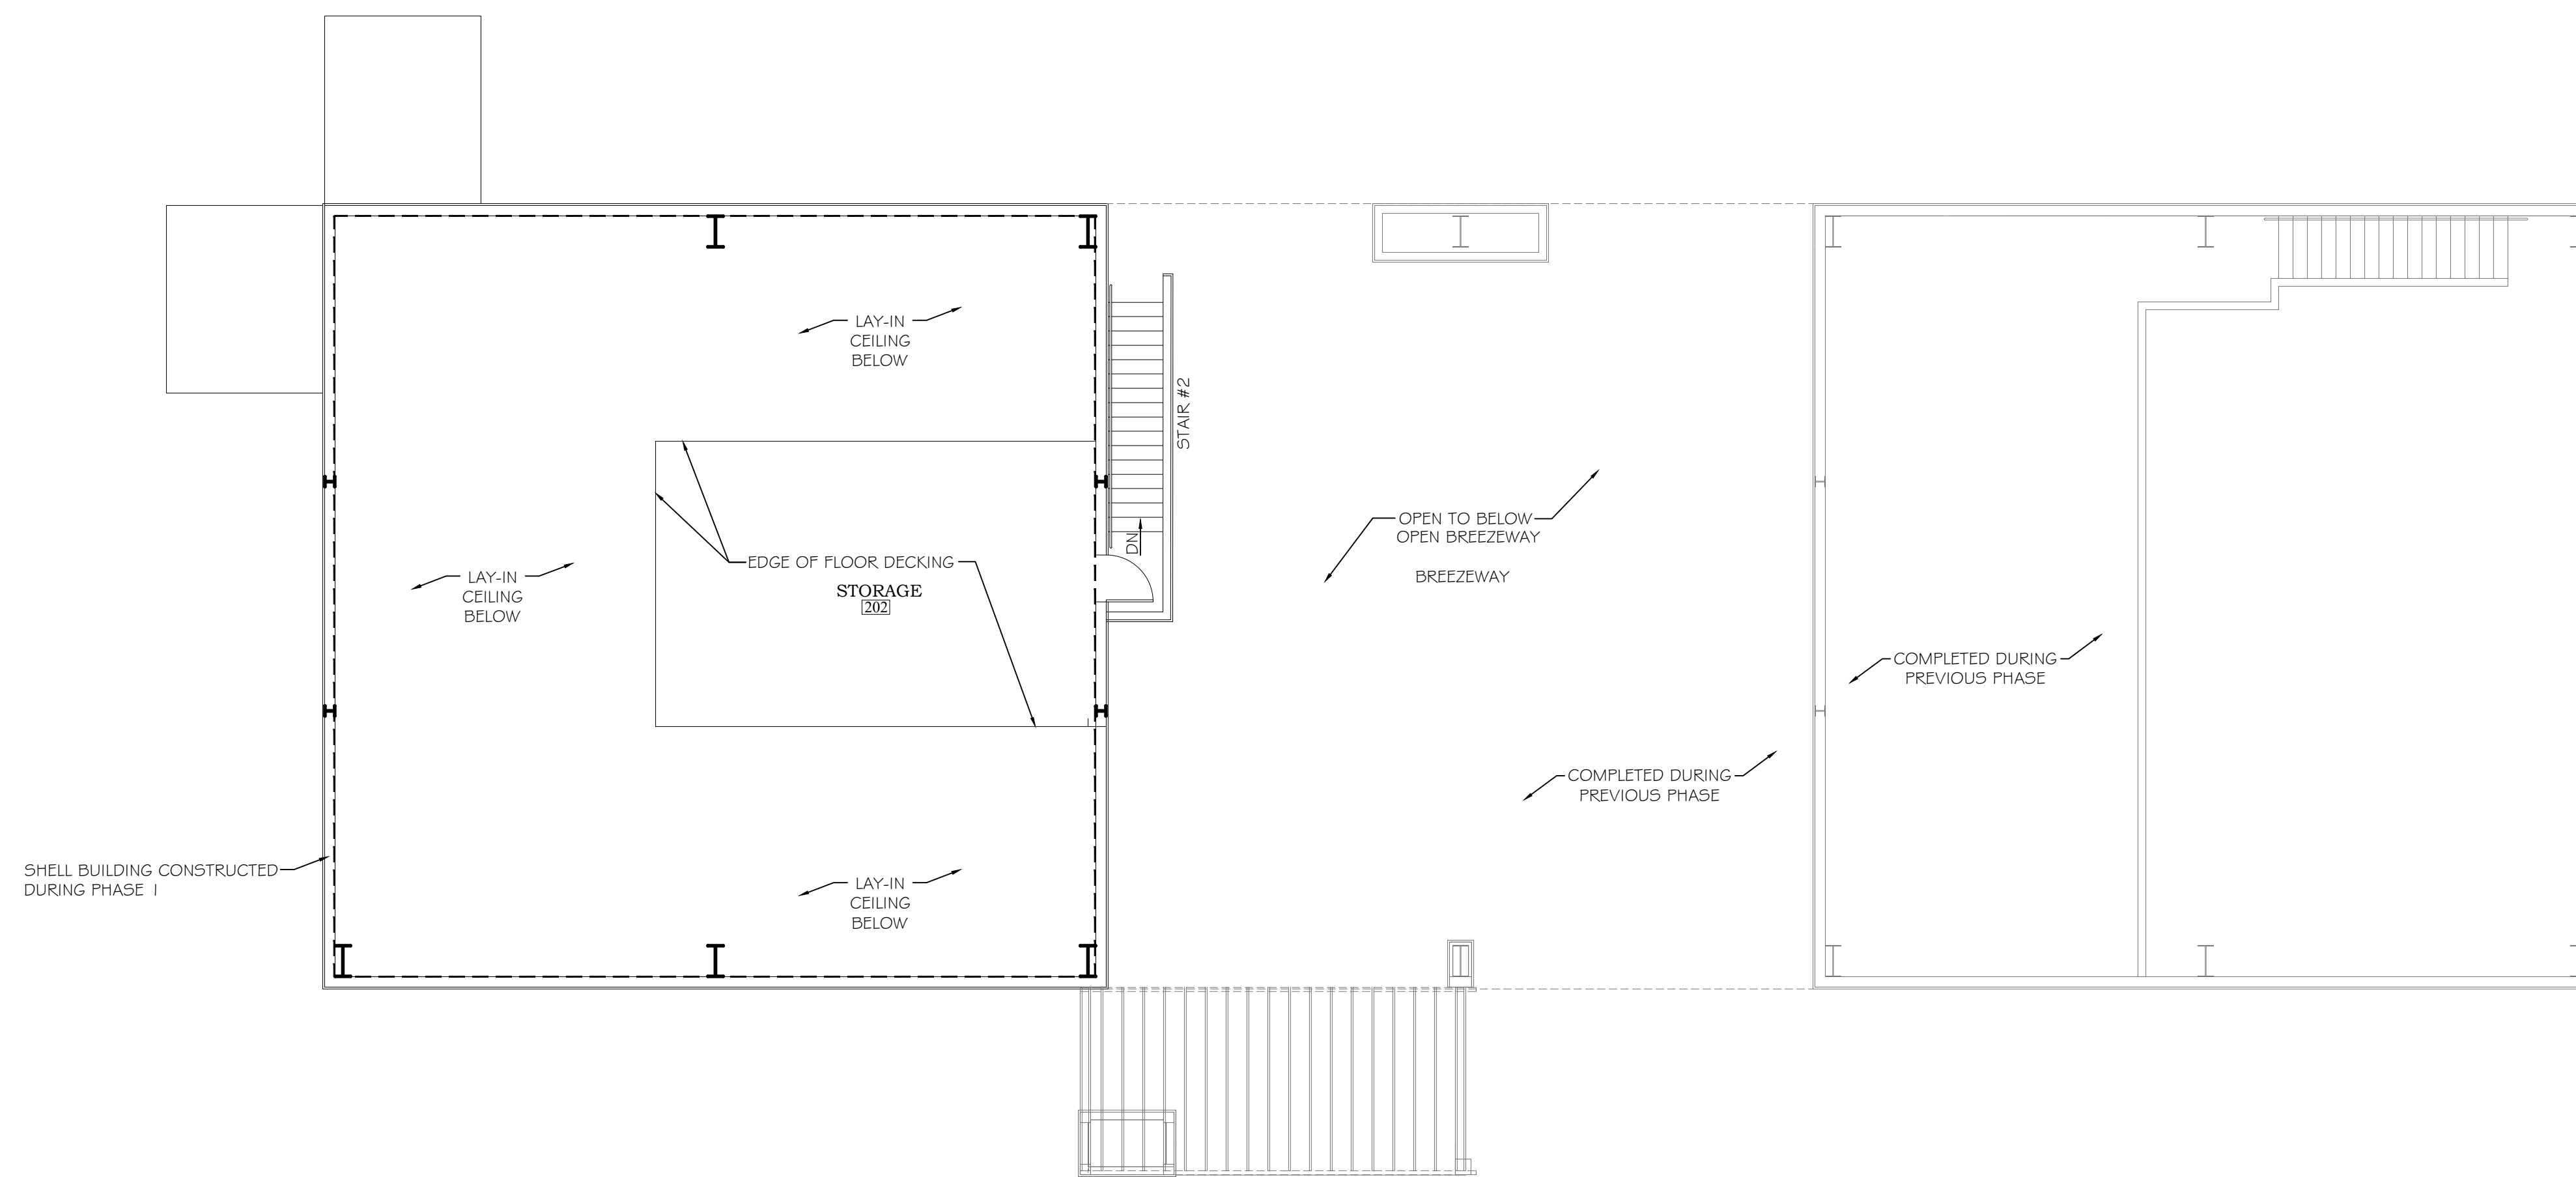 LAY-IN
CEILING
BELOW
STAIR #2
OPEN TO BELOW
OPEN BREEZEWAY
BREEZEWAY
DN
EDGE OF FLOOR DECKING
STORAGE
202
LAY-IN
CEILING
BELOW
COMPLETED DURING
PREVIOUS PHASE
COMPLETED DURING
PREVIOUS PHASE
SHELL BUILDING CONSTRUCTED
DURING PHASE 1
LAY-IN
CEILING
BELOW